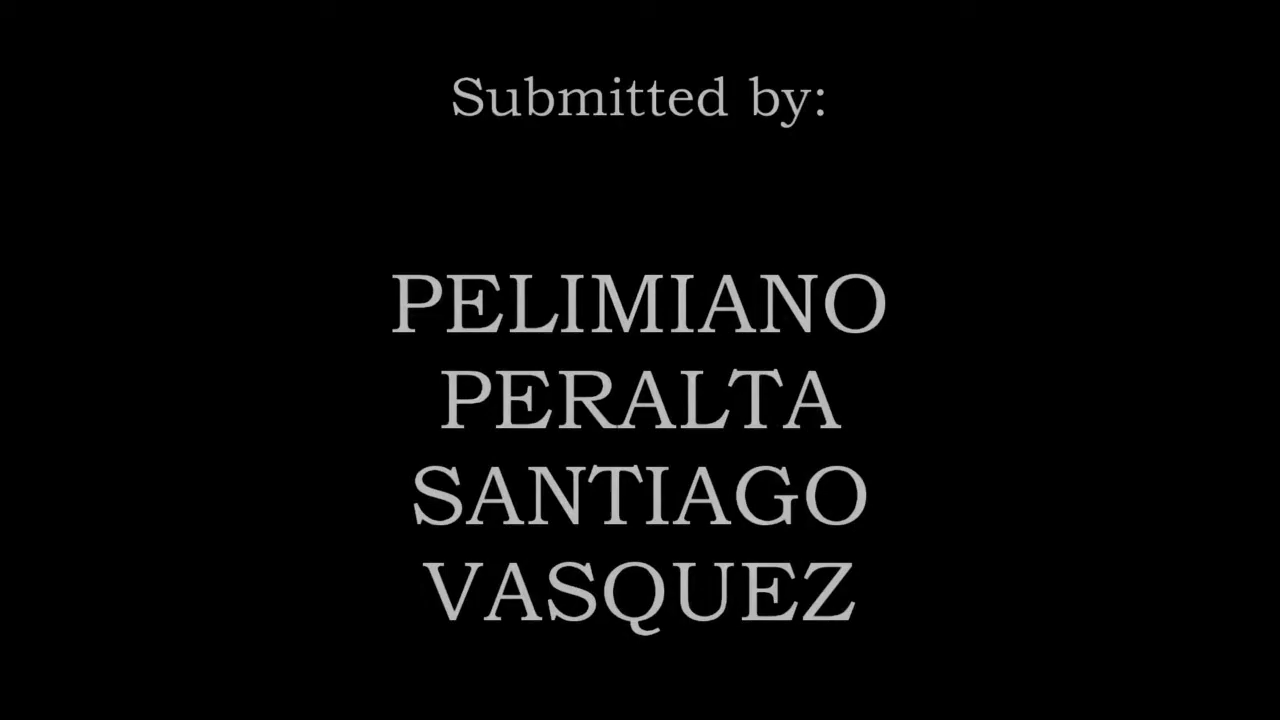 Submitted by:
PELIMIANO
PERALTA
SANTIAGO
VASQUEZ